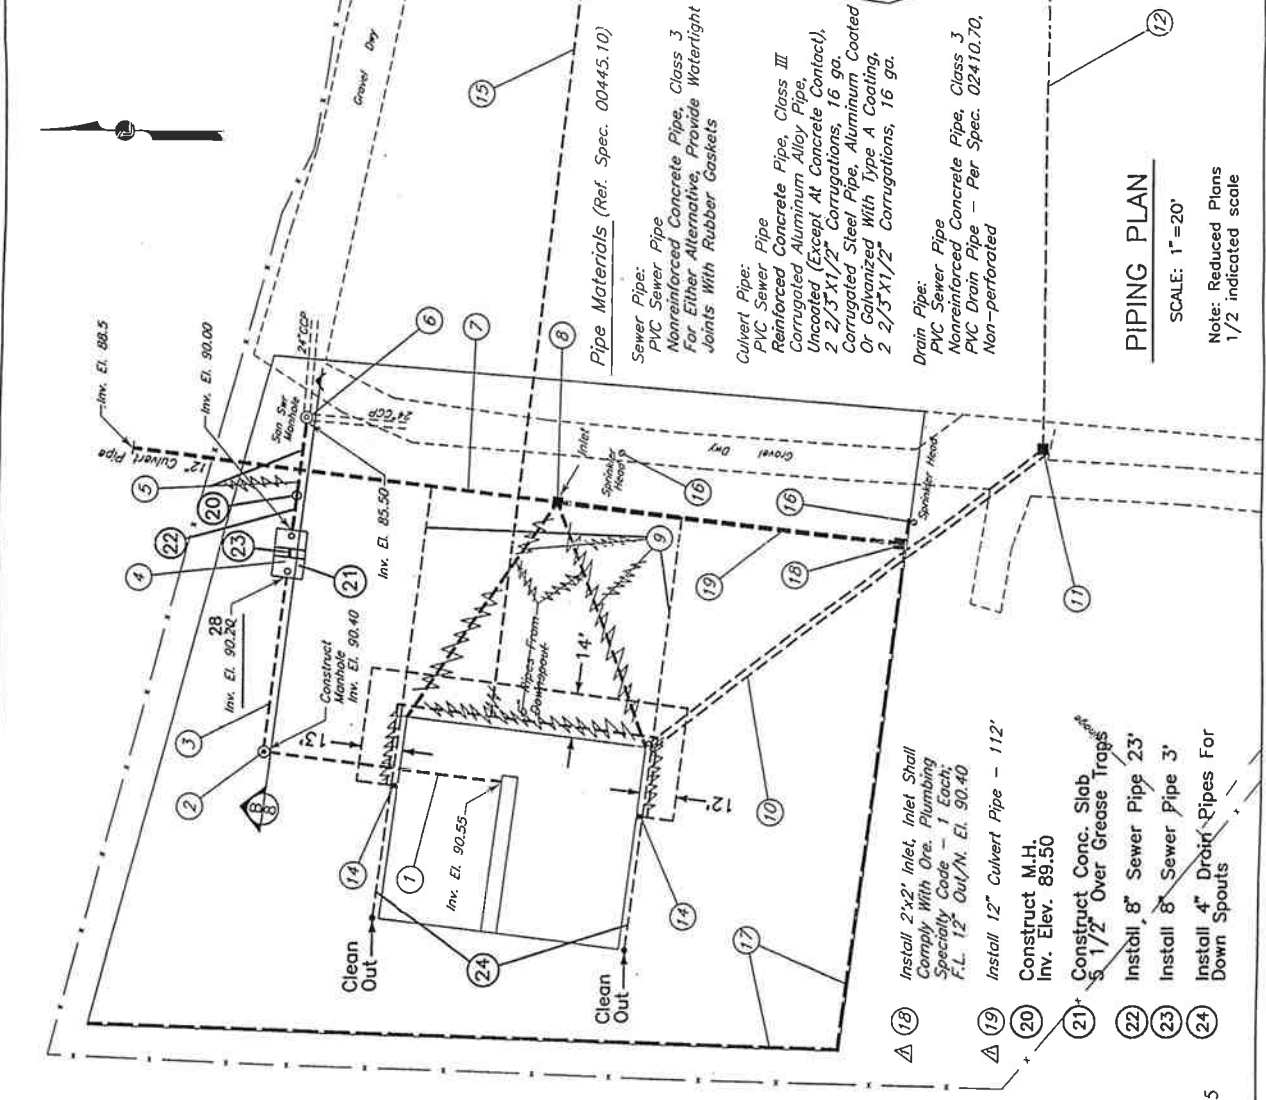 Inv. El. 88.5
Inv. El. 90.00
12" Culvert Pipe
San Swr
Manhole
24"CCP
24"CCP
Gravel Dwy
5
20
22
4
23
21
6
7
15
8
12
Inv. El. 85.50
28
Inv. El. 90.20
3
Construct
Manhole
Inv. El. 90.40
2
8
8
13'
Inlet
Sprinkler
Head
16
Gravel Dwy
16
Sprinkler Head
9
19
18
6" Pipes From
Downspout
14'
12'
10
11
14
1
Inv. El. 90.55
14
Clean
Out
24
Clean
Out
17
Pipe Materials (Ref. Spec. 00445.10)
Sewer Pipe:
PVC Sewer Pipe
Nonreinforced Concrete Pipe, Class 3
For Either Alternative, Provide Watertight
Joints With Rubber Gaskets
Culvert Pipe:
PVC Sewer Pipe
Reinforced Concrete Pipe, Class III
Corrugated Aluminum Alloy Pipe,
Uncoated (Except At Concrete Contact),
2 2/3"X1/2" Corrugations, 16 ga.
Corrugated Steel Pipe, Aluminum Coated
Or Galvanized With Type A Coating,
2 2/3"X1/2" Corrugations, 16 ga.
Drain Pipe:
PVC Sewer Pipe
Nonreinforced Concrete Pipe, Class 3
PVC Drain Pipe - Per Spec. 02410.70,
Non-perforated
PIPING PLAN
SCALE: 1"=20'
Note: Reduced Plans
1/2 indicated scale
18 Install 2'x2' Inlet, Inlet Shall
Comply With Ore. Plumbing
Specialty Code - 1 Each;
F.L. 12" Out/N. El. 90.40
19 Install 12" Culvert Pipe - 112'
20 Construct M.H.
Inv. Elev. 89.50
21 Construct Conc. Slab
5 1/2" Over Grease Traps
22 Install 8" Sewer Pipe 23'
23 Install 8" Sewer Pipe 3'
24 Install 4" Drain Pipes For
Down Spouts
5